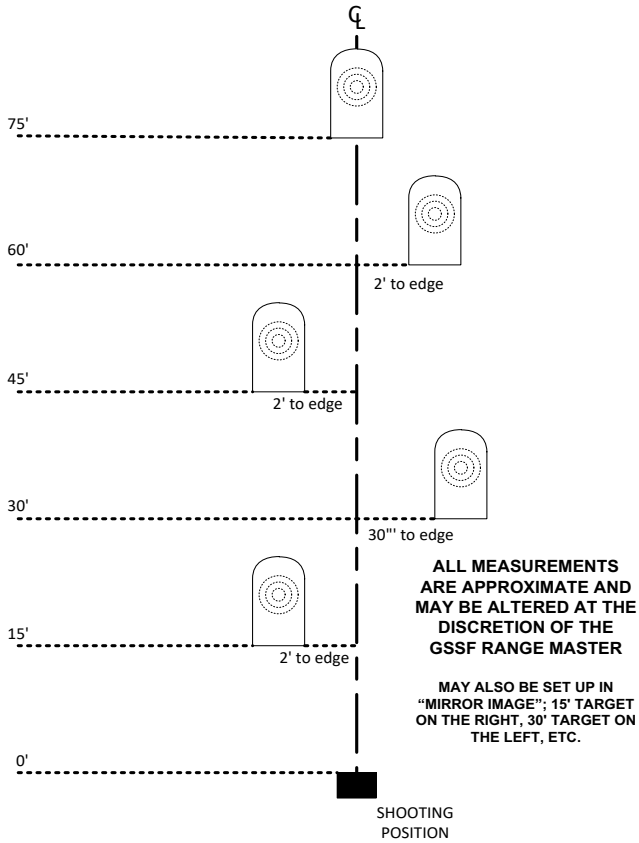 ℄
75'
60'
2' to edge
45'
2' to edge
30'
30"' to edge
ALL MEASUREMENTS
ARE APPROXIMATE AND
MAY BE ALTERED AT THE
DISCRETION OF THE
GSSF RANGE MASTER
15'
2' to edge
MAY ALSO BE SET UP IN
“MIRROR IMAGE”; 15' TARGET
ON THE RIGHT, 30' TARGET ON
THE LEFT, ETC.
0'
SHOOTING
POSITION